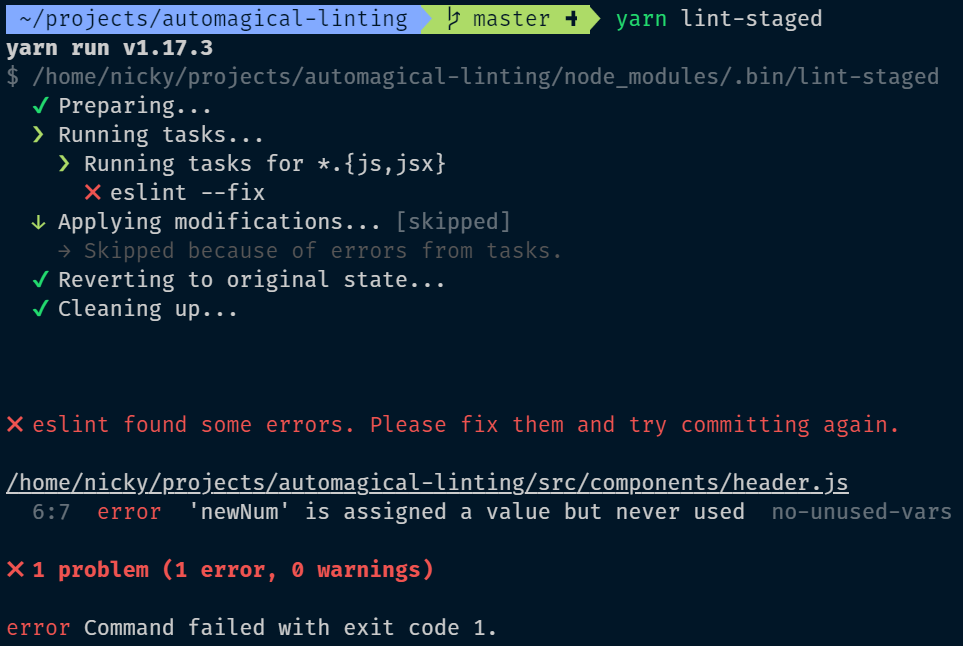 ~/projects/automagical-linting master + yarn lint-staged
yarn run v1.17.3
$ /home/nicky/projects/automagical-linting/node_modules/.bin/lint-staged
✔ Preparing...
❯ Running tasks...
❯ Running tasks for *.{js,jsx}
✖ eslint --fix
↓ Applying modifications... [skipped]
→ Skipped because of errors from tasks.
✔ Reverting to original state...
✔ Cleaning up...
✖ eslint found some errors. Please fix them and try committing again.
/home/nicky/projects/automagical-linting/src/components/header.js
6:7 error 'newNum' is assigned a value but never used no-unused-vars
✖ 1 problem (1 error, 0 warnings)
error Command failed with exit code 1.